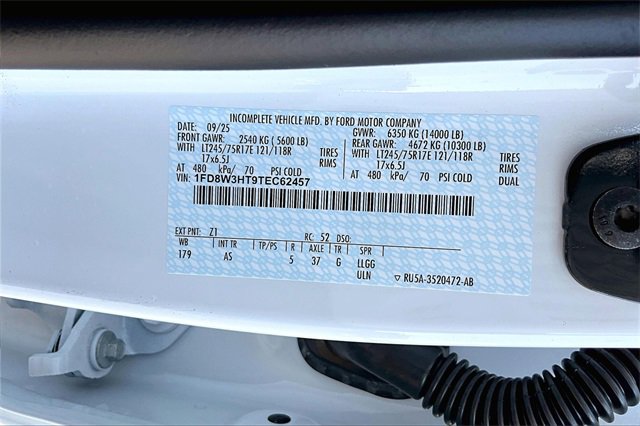 INCOMPLETE VEHICLE MFD. BY FORD MOTOR COMPANY
DATE: 09/25 GVWR: 6350 KG (14000 LB)
FRONT GAWR: 2540 KG ( 5600 LB) REAR GAWR: 4672 KG (10300 LB)
WITH LT245/75R17E 121/118R TIRES WITH LT245/75R17E 121/118R TIRES
17x6.5J RIMS 17x6.5J RIMS
AT 480 kPa/ 70 PSI COLD AT 480 kPa/ 70 PSI COLD DUAL
VIN: 1FD8W3HT9TEC62457
EXT PNT: Z1 RC: 52 DSO:
WB INT TR TP/PS R AXLE TR SPR
179 AS 5 37 G LLGG
ULN ▽ RU5A-3520472-AB